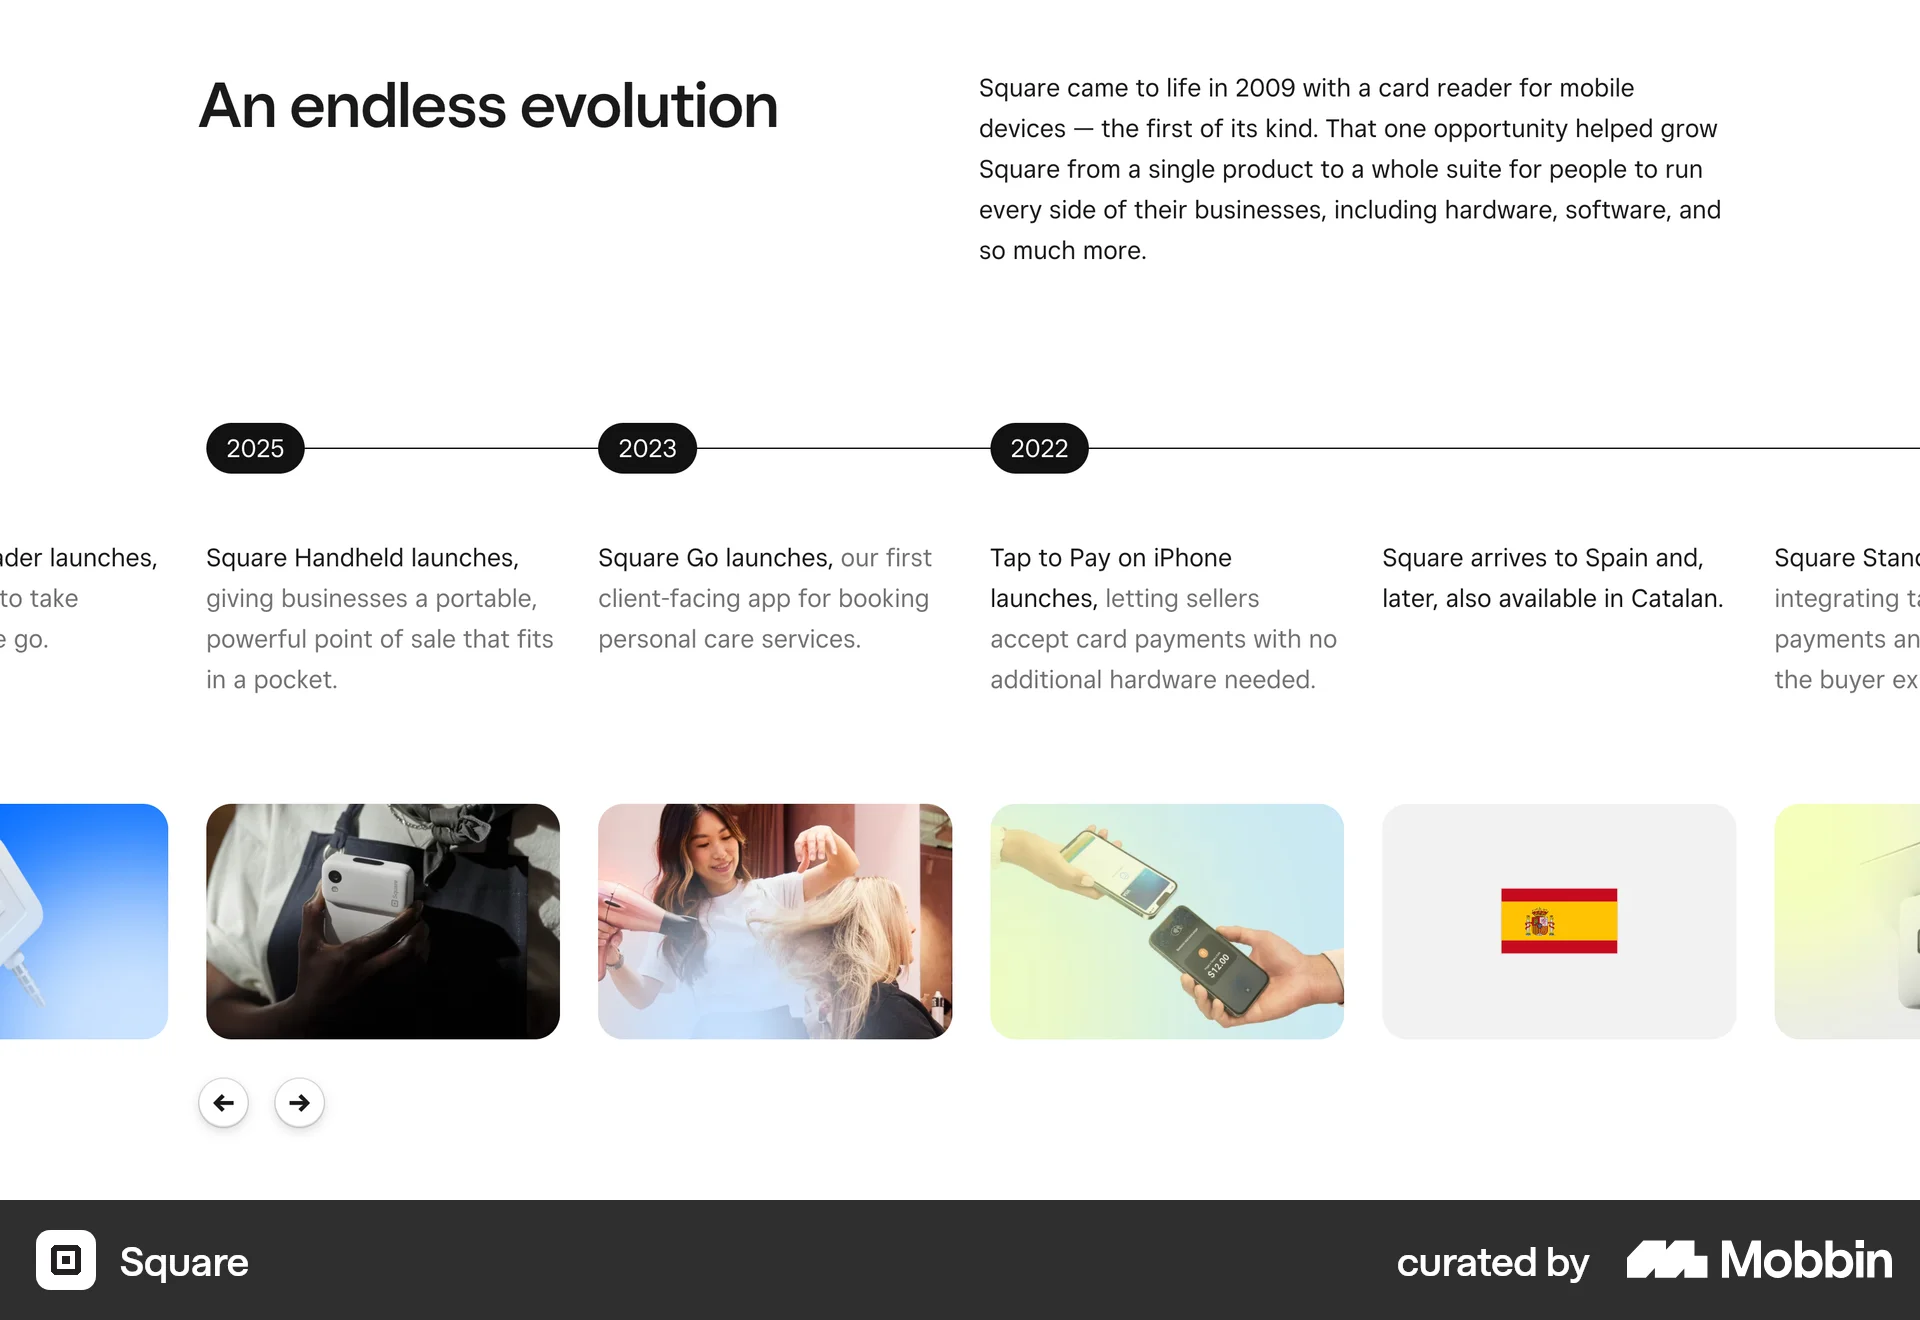 An endless evolution
Square came to life in 2009 with a card reader for mobile
devices — the first of its kind. That one opportunity helped grow
Square from a single product to a whole suite for people to run
every side of their businesses, including hardware, software, and
so much more.
2025
2023
2022
ader launches,
to take
e go.
Square Handheld launches,
giving businesses a portable,
powerful point of sale that fits
in a pocket.
Square Go launches, our first
client-facing app for booking
personal care services.
Tap to Pay on iPhone
launches, letting sellers
accept card payments with no
additional hardware needed.
Square arrives to Spain and,
later, also available in Catalan.
Square Stand
integrating ta
payments an
the buyer ex
Square
$12.00
Square
curated by Mobbin